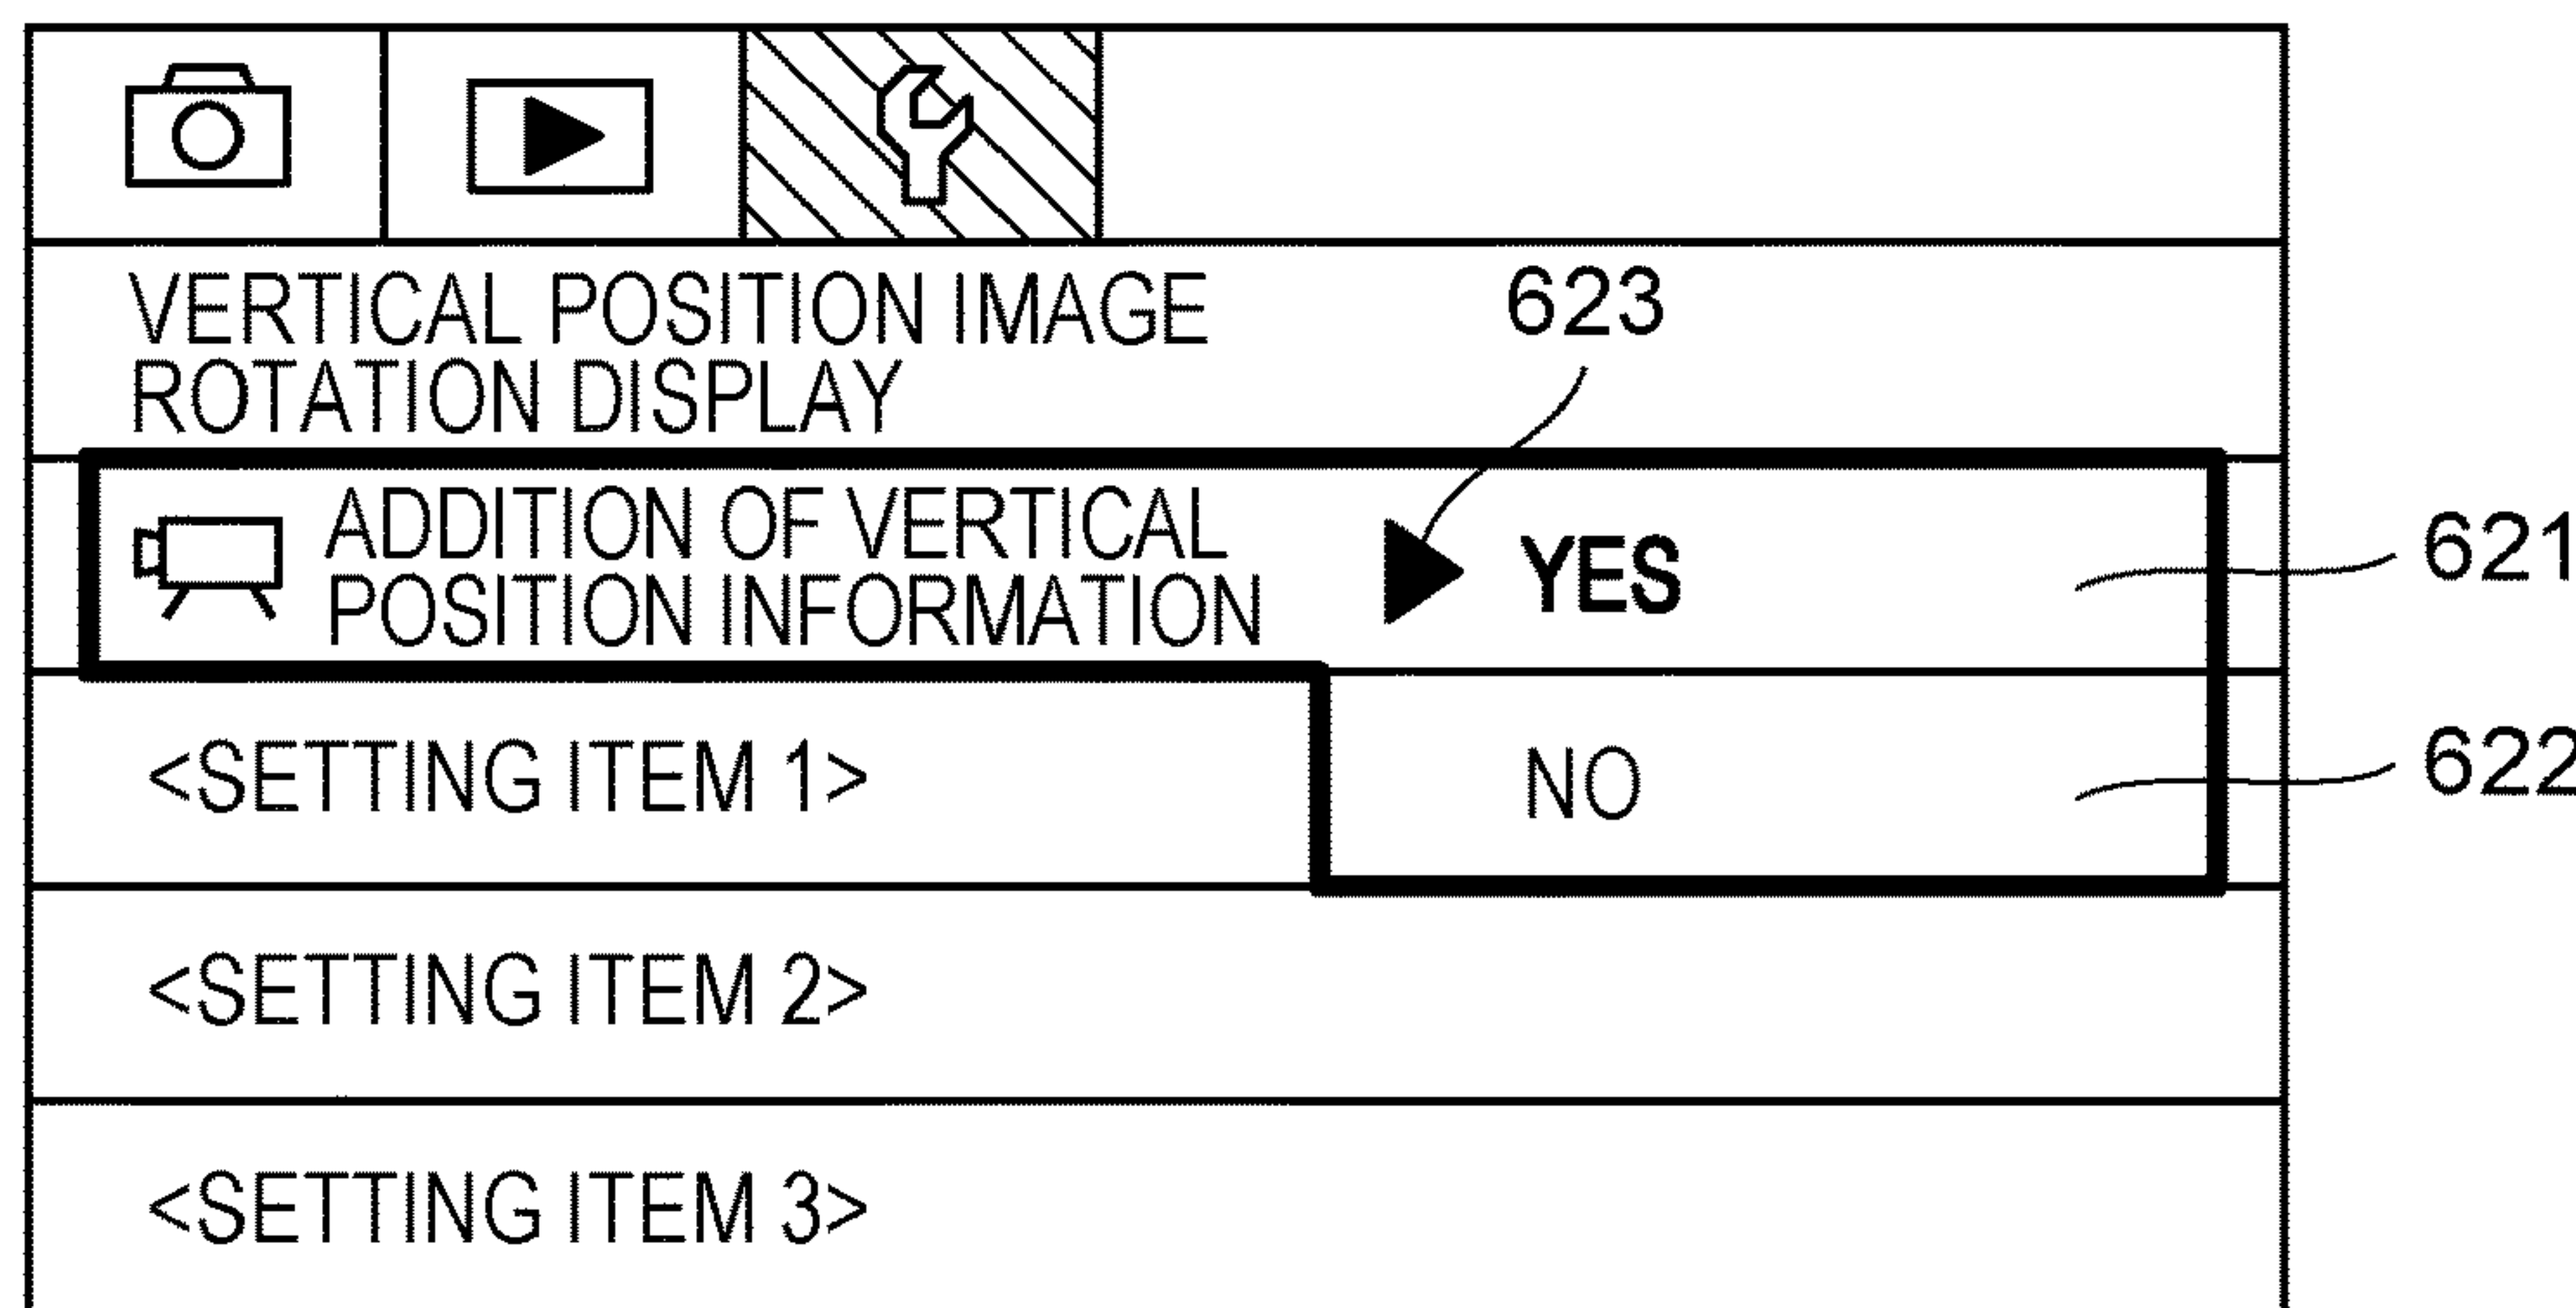 VERTICAL POSITION IMAGE
ROTATION DISPLAY
623
ADDITION OF VERTICAL
POSITION INFORMATION
YES
621
<SETTING ITEM 1>
NO
622
<SETTING ITEM 2>
<SETTING ITEM 3>